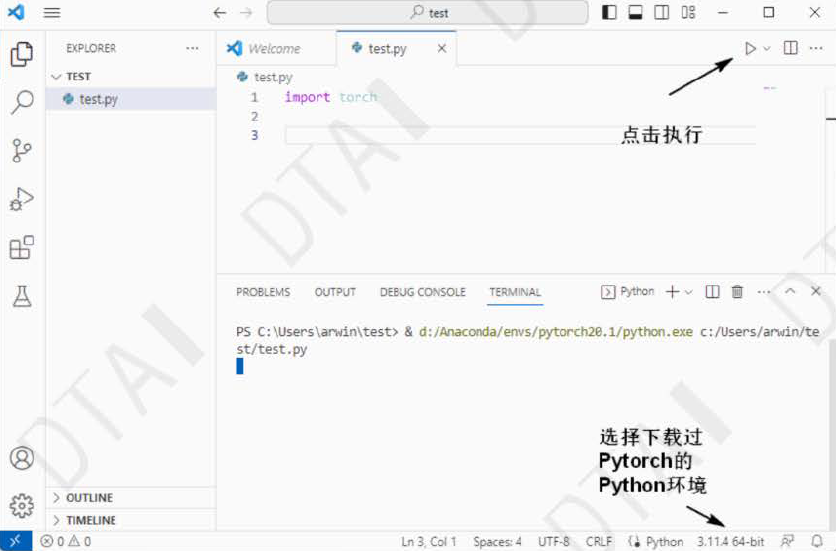 test
EXPLORER
TEST
test.py
Welcome
test.py
test.py
1 import torch
2
3
点击执行
PROBLEMS OUTPUT DEBUG CONSOLE TERMINAL
Python
PS C:\Users\arwin\test> & d:/Anaconda/envs/pytorch20.1/python.exe c:/Users/arwin/te
st/test.py
选择下载过
Pytorch的
Python环境
OUTLINE
TIMELINE
0 0
Ln 3, Col 1 Spaces: 4 UTF-8 CRLF Python 3.11.4 64-bit
DTAI
DTAI
DTAI